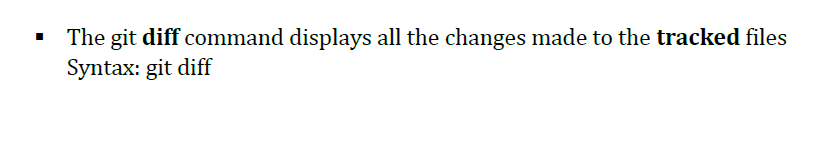 ▪ The git diff command displays all the changes made to the tracked files
Syntax: git diff